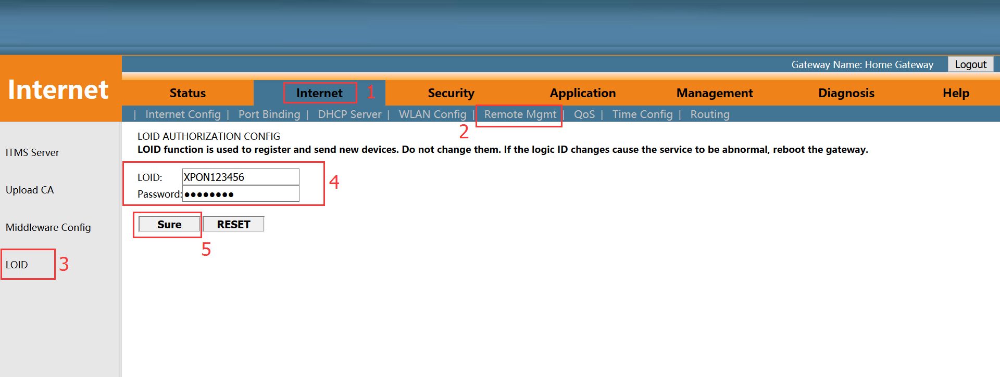 Gateway Name: Home Gateway Logout
Internet
Status Internet 1 Security Application Management Diagnosis Help
| Internet Config | Port Binding | DHCP Server | WLAN Config | Remote Mgmt | QoS | Time Config | Routing
2
LOID AUTHORIZATION CONFIG
LOID function is used to register and send new devices. Do not change them. If the logic ID changes cause the service to be abnormal, reboot the gateway.
ITMS Server
Upload CA
Middleware Config
LOID 3
LOID: XPON123456
4
Password: ●●●●●●●●
Sure RESET
5